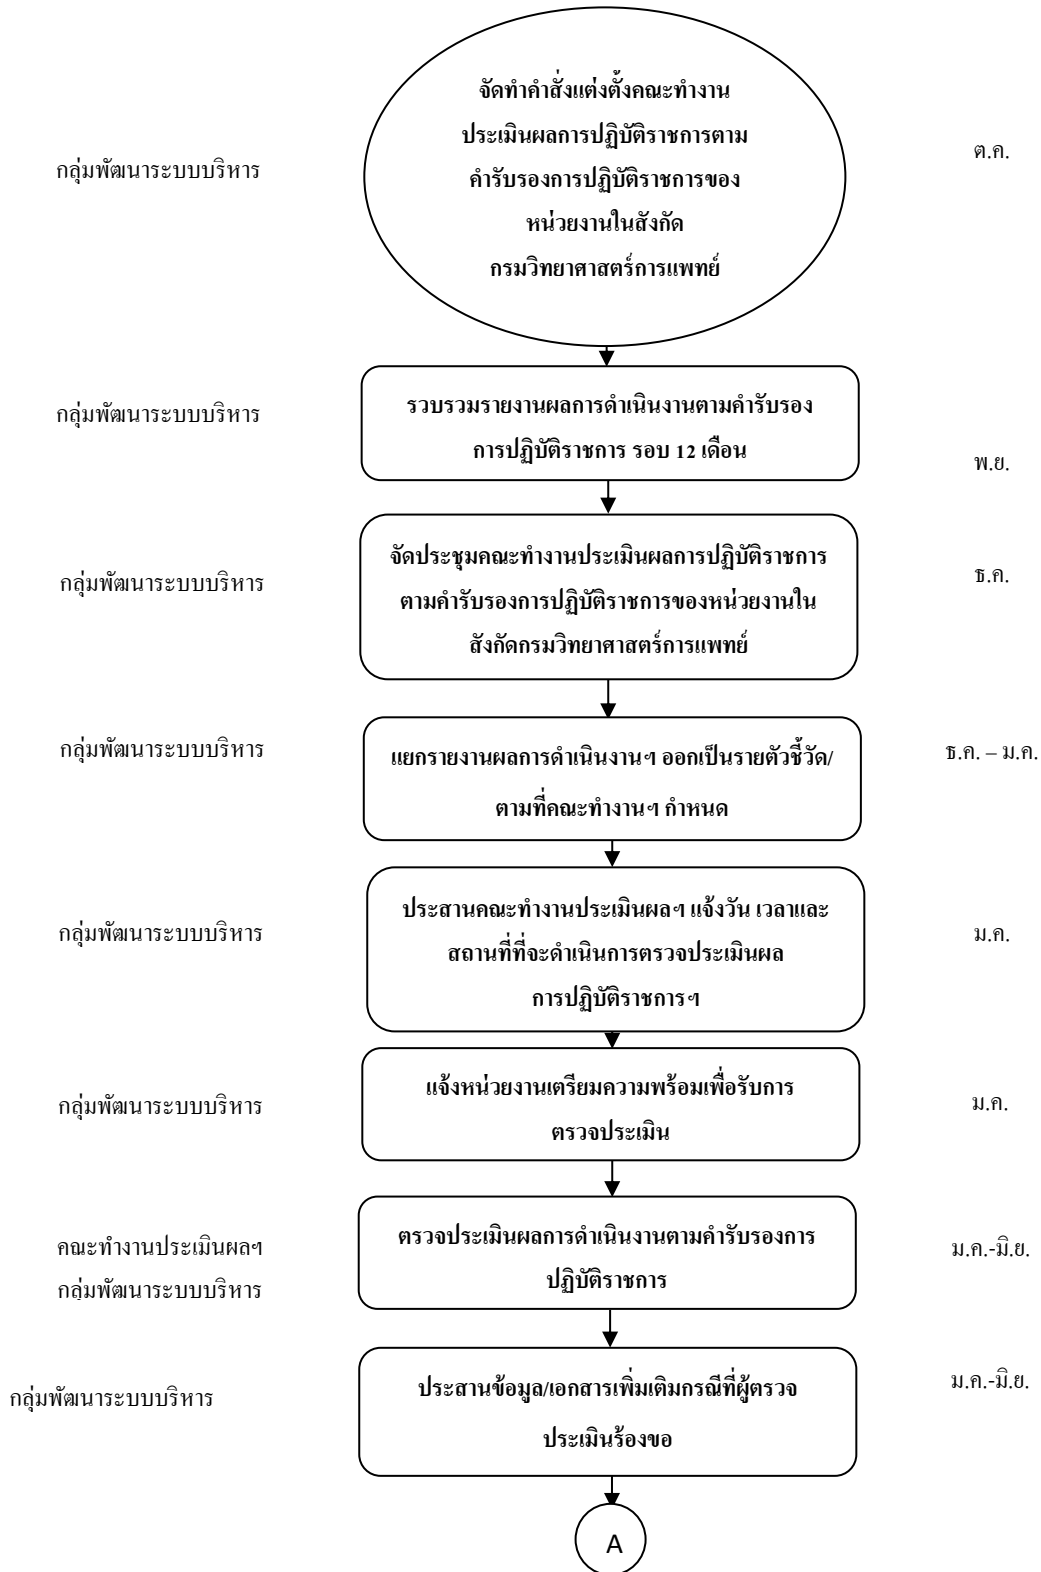 จัดทำคำสั่งแต่งตั้งคณะทำงาน
ประเมินผลการปฏิบัติราชการตาม
คำรับรองการปฏิบัติราชการของ
หน่วยงานในสังกัด
กรมวิทยาศาสตร์การแพทย์
กลุ่มพัฒนาระบบบริหาร
ต.ค.
กลุ่มพัฒนาระบบบริหาร
รวบรวมรายงานผลการดำเนินงานตามคำรับรอง
การปฏิบัติราชการ รอบ 12 เดือน
พ.ย.
กลุ่มพัฒนาระบบบริหาร
จัดประชุมคณะทำงานประเมินผลการปฏิบัติราชการ
ตามคำรับรองการปฏิบัติราชการของหน่วยงานใน
สังกัดกรมวิทยาศาสตร์การแพทย์
ธ.ค.
กลุ่มพัฒนาระบบบริหาร
แยกรายงานผลการดำเนินงานฯ ออกเป็นรายตัวชี้วัด/
ตามที่คณะทำงานฯ กำหนด
ธ.ค. – ม.ค.
กลุ่มพัฒนาระบบบริหาร
ประสานคณะทำงานประเมินผลฯ แจ้งวัน เวลาและ
สถานที่ที่จะดำเนินการตรวจประเมินผล
การปฏิบัติราชการฯ
ม.ค.
กลุ่มพัฒนาระบบบริหาร
แจ้งหน่วยงานเตรียมความพร้อมเพื่อรับการ
ตรวจประเมิน
ม.ค.
คณะทำงานประเมินผลฯ
กลุ่มพัฒนาระบบบริหาร
ตรวจประเมินผลการดำเนินงานตามคำรับรองการ
ปฏิบัติราชการ
ม.ค.-มิ.ย.
กลุ่มพัฒนาระบบบริหาร
ประสานข้อมูล/เอกสารเพิ่มเติมกรณีที่ผู้ตรวจ
ประเมินร้องขอ
ม.ค.-มิ.ย.
A